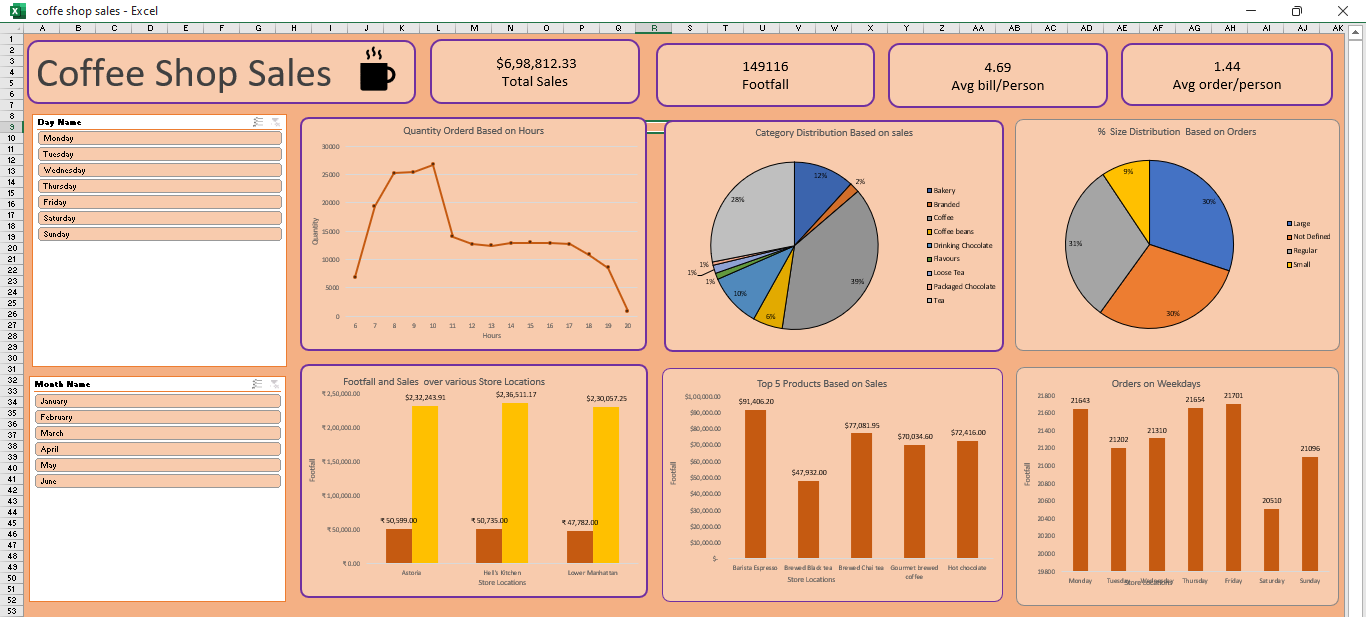 coffe shop sales - Excel
A B C D E F G H I J K L M N O P Q R S T U V W X Y Z AA AB AC AD AE AF AG AH AI AJ AK
1
2
3
4
5
6
7
8
9
10
11
12
13
14
15
16
17
18
19
20
21
22
23
24
25
26
27
28
29
30
31
32
33
34
35
36
37
38
39
40
41
42
43
44
45
46
47
48
49
50
51
52
53
Coffee Shop Sales
$6,98,812.33
Total Sales
149116
Footfall
4.69
Avg bill/Person
1.44
Avg order/person
Day Name
Monday
Tuesday
Wednesday
Thursday
Friday
Saturday
Sunday
Quantity Orderd Based on Hours
30000
25000
20000
15000
10000
5000
0
Quantity
6 7 8 9 10 11 12 13 14 15 16 17 18 19 20
Hours
Category Distribution Based on sales
12%
2%
39%
6%
10%
1%
1%
1%
28%
Bakery
Branded
Coffee
Coffee beans
Drinking Chocolate
Flavours
Loose Tea
Packaged Chocolate
Tea
% Size Distribution Based on Orders
30%
30%
31%
9%
Large
Not Defined
Regular
Small
Month Name
January
February
March
April
May
June
Footfall and Sales over various Store Locations
₹ 2,50,000.00
₹ 2,00,000.00
₹ 1,50,000.00
₹ 1,00,000.00
₹ 50,000.00
₹ 0.00
Footfall
$2,32,243.91
$2,36,511.17
$2,30,057.25
₹ 50,599.00
₹ 50,735.00
₹ 47,782.00
Astoria Hell's Kitchen Lower Manhattan
Store Locations
Top 5 Products Based on Sales
$1,00,000.00
$90,000.00
$80,000.00
$70,000.00
$60,000.00
$50,000.00
$40,000.00
$30,000.00
$20,000.00
$10,000.00
$-
Footfall
$91,406.20
$47,932.00
$77,081.95
$70,034.60
$72,416.00
Barista Espresso Brewed Black tea Brewed Chai tea Gourmet brewed coffee Hot chocolate
Store Locations
Orders on Weekdays
21800
21600
21400
21200
21000
20800
20600
20400
20200
20000
19800
Footfall
21643
21202
21310
21654
21701
20510
21096
Monday Tuesday Wednesday Thursday Friday Saturday Sunday
Store Locations